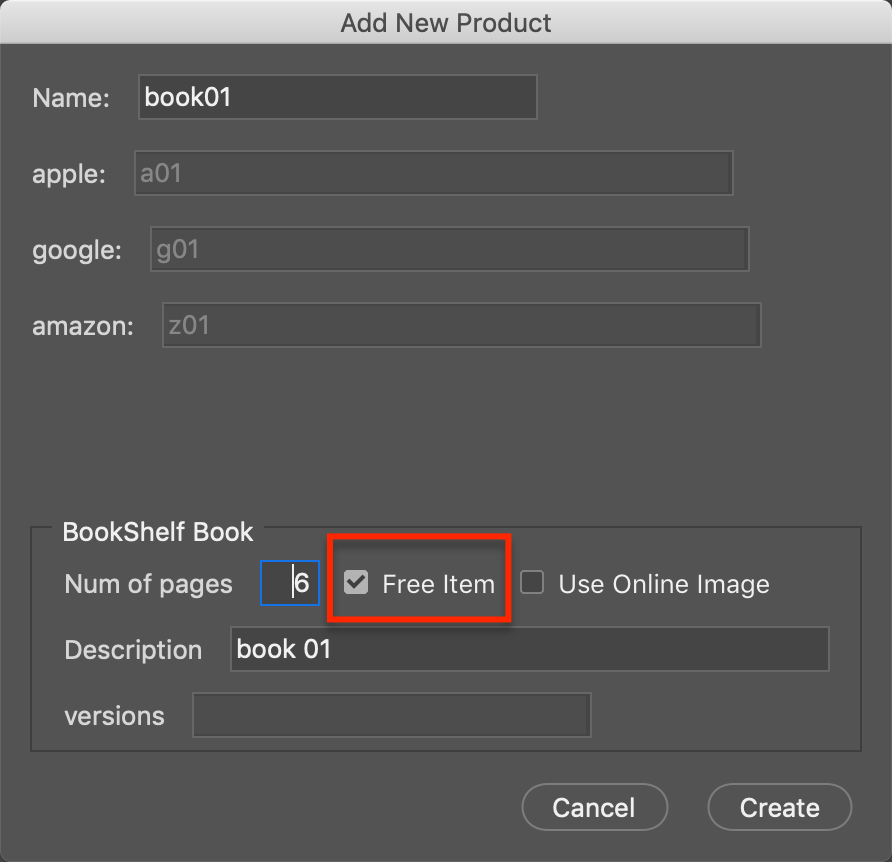 Add New Product
Name: book01
apple: a01
google: g01
amazon: z01
BookShelf Book
Num of pages 6 Free Item Use Online Image
Description book 01
versions
Cancel Create